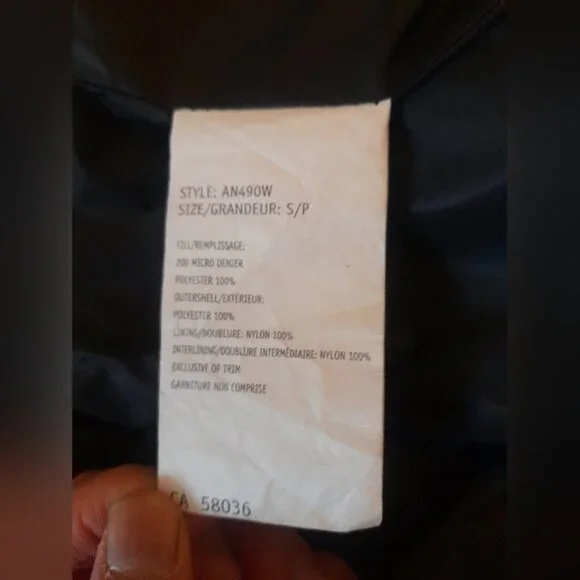 STYLE: AN490W
SIZE/GRANDEUR: S/P
FILL/REMPLISSAGE:
200 MICRO DENIER
POLYESTER 100%
OUTERSHELL/EXTÉRIEUR:
POLYESTER 100%
LINING/DOUBLURE: NYLON 100%
INTERLINING/DOUBLURE INTERMÉDIAIRE: NYLON 100%
EXCLUSIVE OF TRIM
GARNITURE NON COMPRISE
CA 58036